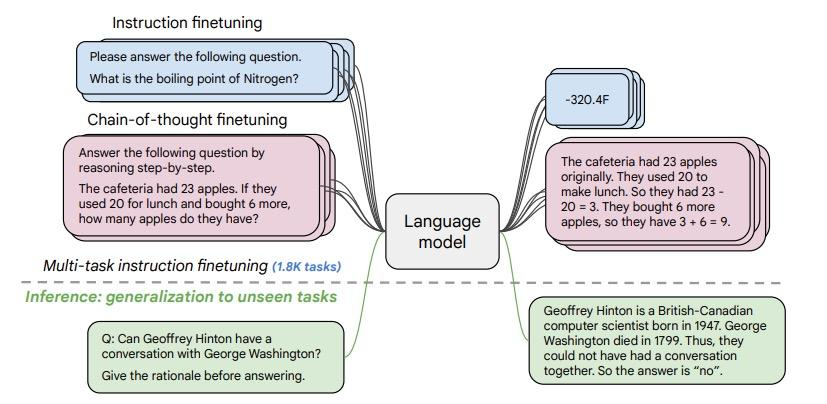 Instruction finetuning
Please answer the following question.
What is the boiling point of Nitrogen?
-320.4F
Chain-of-thought finetuning
Answer the following question by
reasoning step-by-step.
The cafeteria had 23 apples. If they
used 20 for lunch and bought 6 more,
how many apples do they have?
Language
model
The cafeteria had 23 apples
originally. They used 20 to
make lunch. So they had 23 -
20 = 3. They bought 6 more
apples, so they have 3 + 6 = 9.
Multi-task instruction finetuning (1.8K tasks)
Inference: generalization to unseen tasks
Q: Can Geoffrey Hinton have a
conversation with George Washington?
Give the rationale before answering.
Geoffrey Hinton is a British-Canadian
computer scientist born in 1947. George
Washington died in 1799. Thus, they
could not have had a conversation
together. So the answer is “no”.